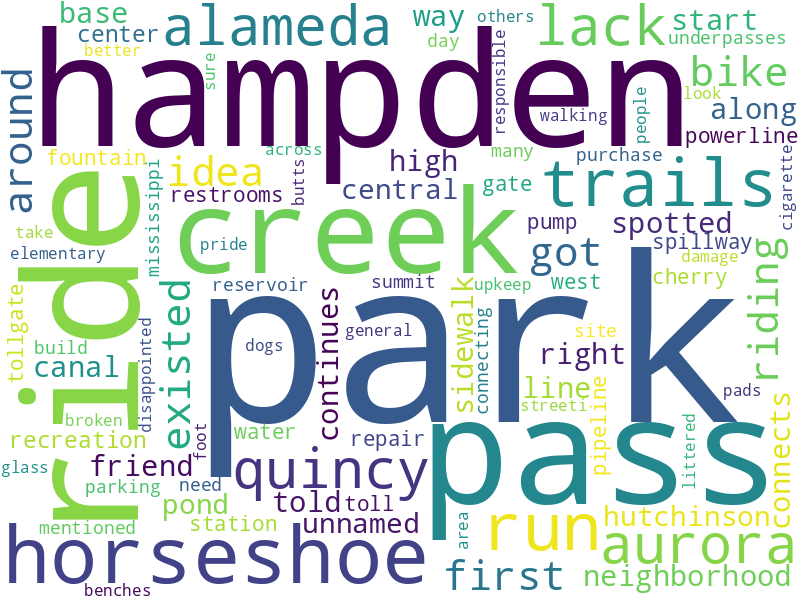 base
center
alameda
way
day
others
lack
start
underpasses
better
sure
hampden
responsible
walking
people
look
bike
along
powerline
around
fountain
idea
restrooms
mississippi
across
butts
high
central
many
gate
purchase
trails
cigarette
ride
creek
pride
pump
got
spotted
spillway
take
elementary
tollgate
existed
reservoir
summit
upkeep
west
cherry
damage
riding
park
continues
general
dogs
sidewalk
connecting
site
right
build
canal
disappointed
line
streeti
pads
broken
recreation
glass
friend
foot
water
repair
pipeline
pass
littered
connects
quincy
need
parking
pond
told
toll
unnamed
mentioned
station
area
run
hutchinson
aurora
horseshoe
benches
first
neighborhood